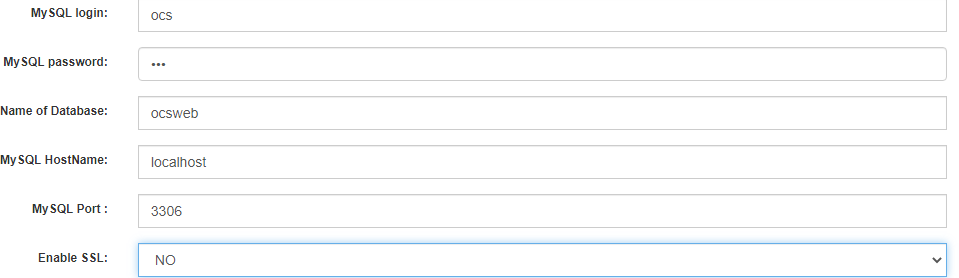 MySQL login: ocs
MySQL password: •••
Name of Database: ocsweb
MySQL HostName: localhost
MySQL Port : 3306
Enable SSL: NO